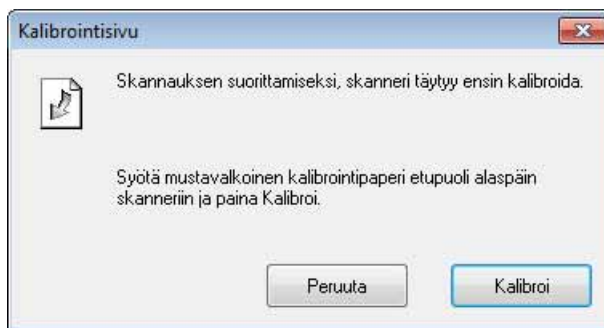 Kalibrointisivu
Skannauksen suorittamiseksi, skanneri täytyy ensin kalibroida.
Syötä mustavalkoinen kalibrointipaperi etupuoli alaspäin
skanneriin ja paina Kalibroi.
Peruuta
Kalibroi